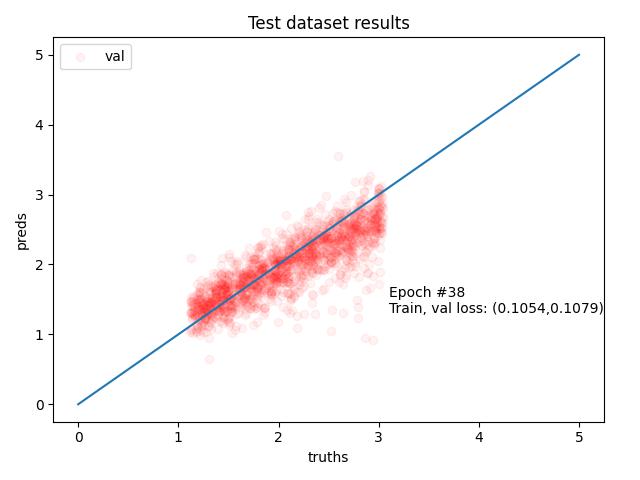 Test dataset results
val
5
4
3
2
1
0
preds
Epoch #38
Train, val loss: (0.1054,0.1079)
0 1 2 3 4 5
truths